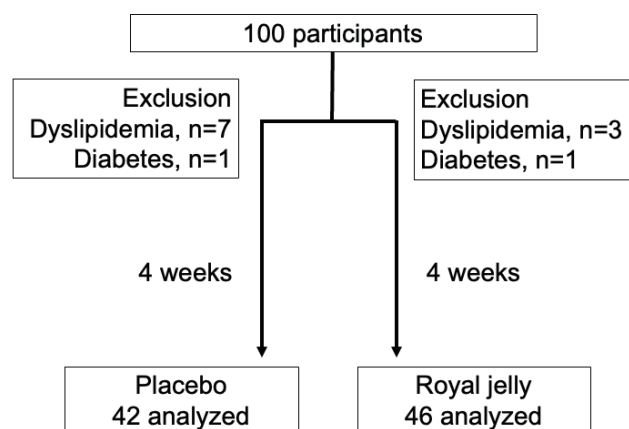 100 participants
Exclusion
Dyslipidemia, n=7
Diabetes, n=1
Exclusion
Dyslipidemia, n=3
Diabetes, n=1
4 weeks
4 weeks
Placebo
42 analyzed
Royal jelly
46 analyzed